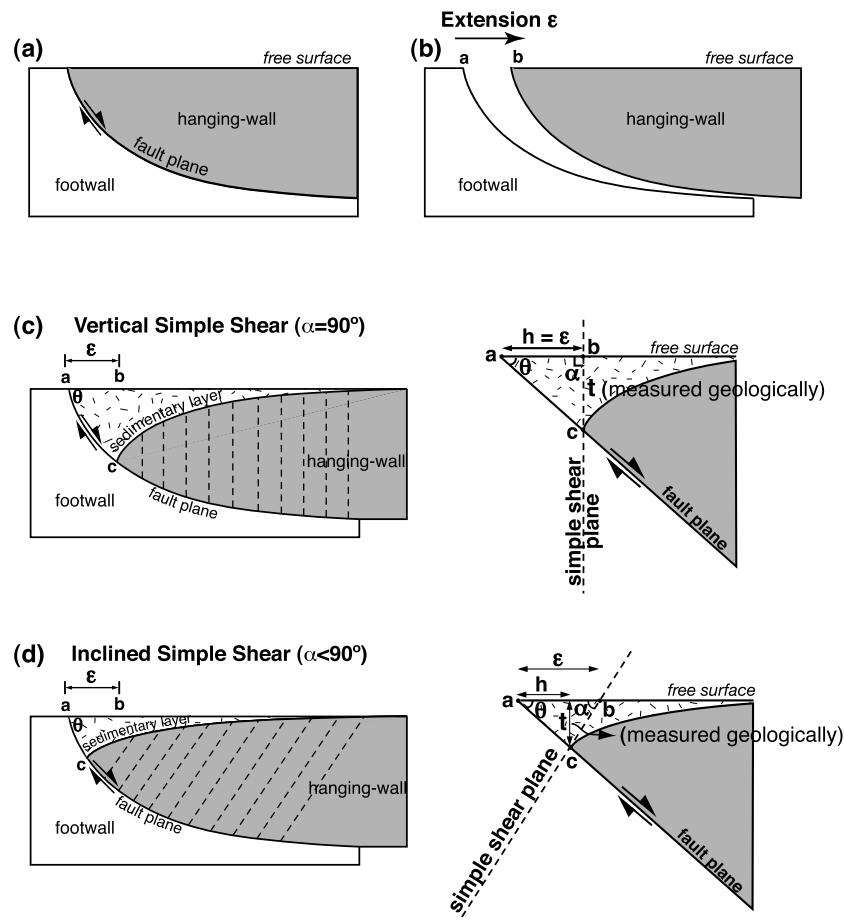 Extension ε
(a)
free surface
hanging-wall
fault plane
footwall
(b)
a
b
free surface
hanging-wall
footwall
(c)
Vertical Simple Shear (α=90º)
ε
a
b
θ
sedimentary layer
c
hanging-wall
footwall
fault plane
h = ε
b
free surface
a
θ
α
t (measured geologically)
c
simple shear
plane
fault plane
(d)
Inclined Simple Shear (α<90º)
ε
a
b
θ
sedimentary layer
c
hanging-wall
footwall
fault plane
ε
h
free surface
a
θ
t
α
b
(measured geologically)
c
simple shear plane
fault plane